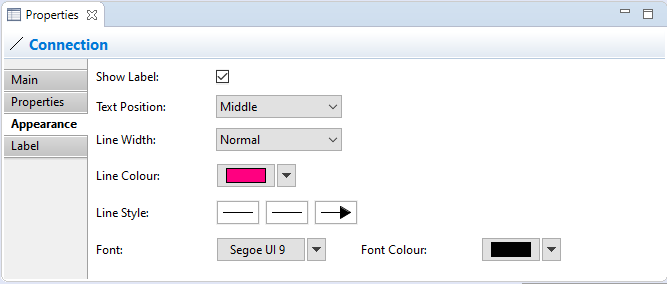 Properties
Connection
Main
Properties
Appearance
Label
Show Label:
Text Position: Middle
Line Width: Normal
Line Colour:
Line Style:
Font: Segoe UI 9 Font Colour: